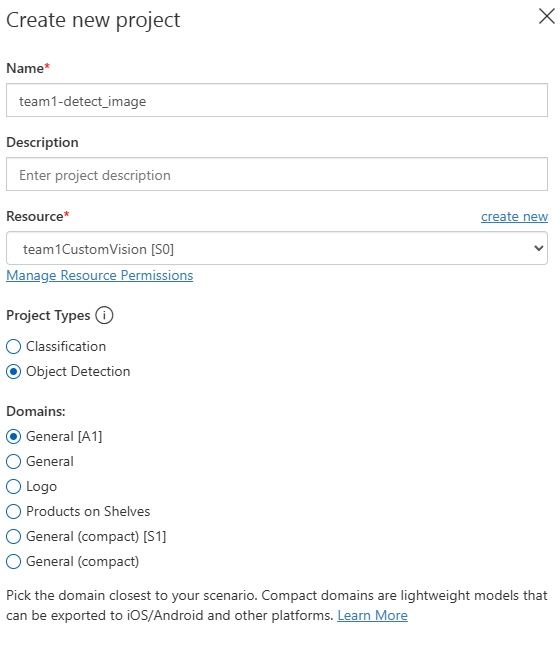 Create new project
Name*
team1-detect_image
Description
Enter project description
Resource*
create new
team1CustomVision [S0]
Manage Resource Permissions
Project Types
i
Classification
Object Detection
Domains:
General [A1]
General
Logo
Products on Shelves
General (compact) [S1]
General (compact)
Pick the domain closest to your scenario. Compact domains are lightweight models that
can be exported to iOS/Android and other platforms. Learn More